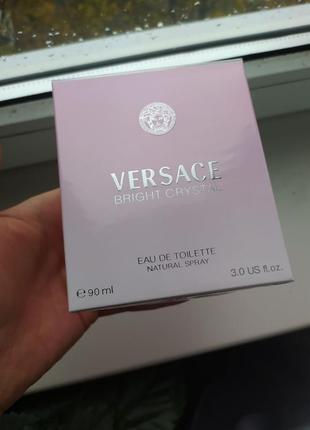 VERSACE
BRIGHT CRYSTAL
EAU DE TOILETTE
NATURAL SPRAY
℮ 90 ml 3.0 US fl.oz.